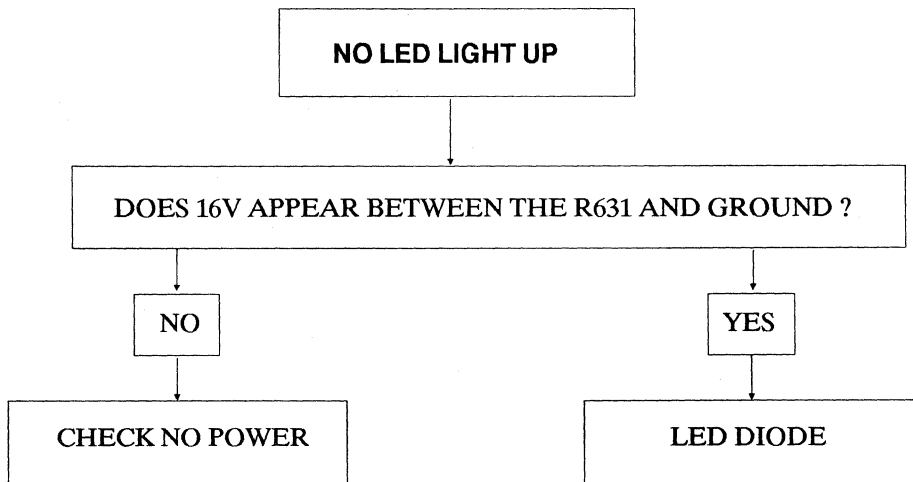 NO LED LIGHT UP
DOES 16V APPEAR BETWEEN THE R631 AND GROUND ?
NO
YES
CHECK NO POWER
LED DIODE